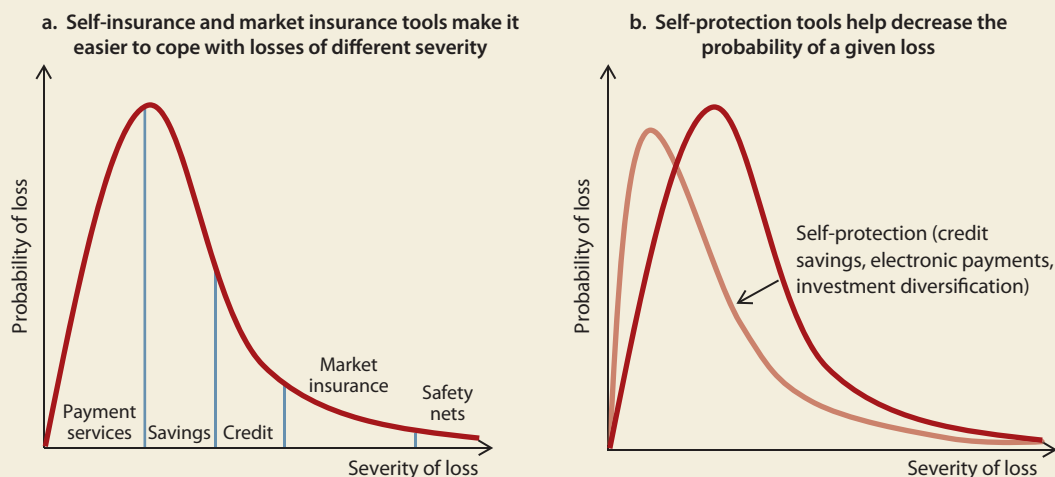 a. Self-insurance and market insurance tools make it
easier to cope with losses of different severity
Probability of loss
Payment
services
Savings
Credit
Market
insurance
Safety
nets
Severity of loss
b. Self-protection tools help decrease the
probability of a given loss
Probability of loss
Self-protection (credit
savings, electronic payments,
investment diversification)
Severity of loss